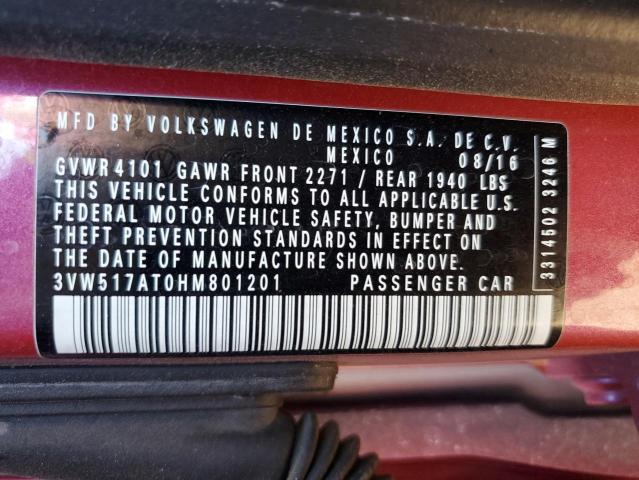 MFD BY VOLKSWAGEN DE MEXICO S.A. DE C.V.
MEXICO 08/16
GVWR 4101 GAWR FRONT 2271 / REAR 1940 LBS
THIS VEHICLE CONFORMS TO ALL APPLICABLE U.S.
FEDERAL MOTOR VEHICLE SAFETY, BUMPER AND
THEFT PREVENTION STANDARDS IN EFFECT ON
THE DATE OF MANUFACTURE SHOWN ABOVE.
3VW517AT0HM801201 PASSENGER CAR
3314502 3246 M